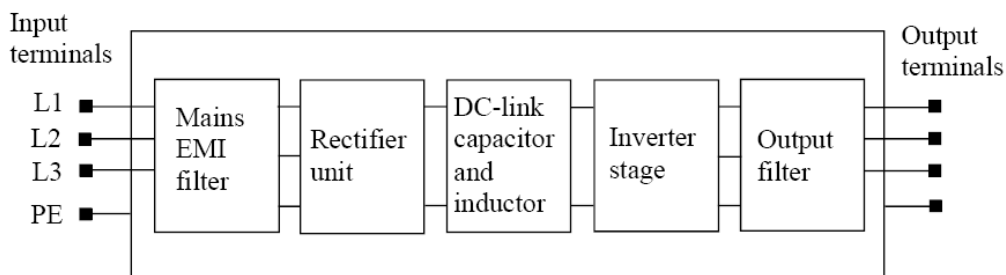 Input
terminals
L1
L2
L3
PE
Mains
EMI
filter
Rectifier
unit
DC-link
capacitor
and
inductor
Inverter
stage
Output
filter
Output
terminals